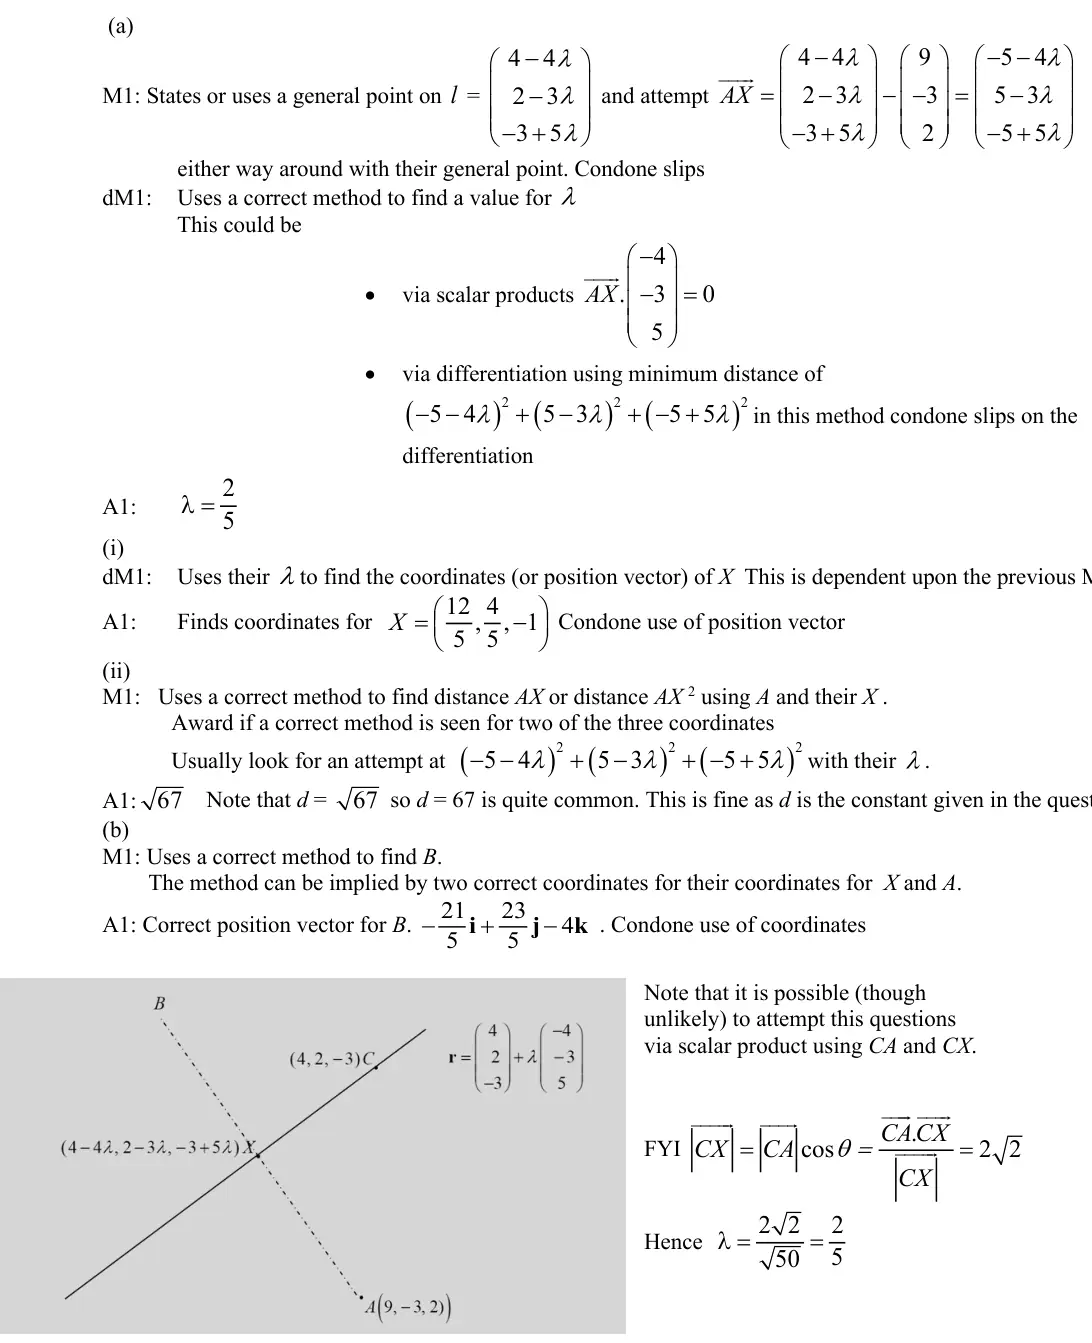 (a)
M1: States or uses a general point on l = (4 − 4λ, 2 − 3λ, −3 + 5λ) and attempt AX→ = (4 − 4λ, 2 − 3λ, −3 + 5λ) − (9, −3, 2) = (−5 − 4λ, 5 − 3λ, −5 + 5λ)
either way around with their general point. Condone slips
dM1: Uses a correct method to find a value for λ
This could be
• via scalar products AX→ . (−4, −3, 5) = 0
• via differentiation using minimum distance of
(−5 − 4λ)² + (5 − 3λ)² + (−5 + 5λ)² in this method condone slips on the
differentiation
A1: λ = 2/5
(i)
dM1: Uses their λ to find the coordinates (or position vector) of X This is dependent upon the previous M
A1: Finds coordinates for X = (12/5, 4/5, −1) Condone use of position vector
(ii)
M1: Uses a correct method to find distance AX or distance AX² using A and their X .
Award if a correct method is seen for two of the three coordinates
Usually look for an attempt at (−5 − 4λ)² + (5 − 3λ)² + (−5 + 5λ)² with their λ .
A1: √67 Note that d = √67 so d = 67 is quite common. This is fine as d is the constant given in the quest
(b)
M1: Uses a correct method to find B.
The method can be implied by two correct coordinates for their coordinates for X and A.
A1: Correct position vector for B. −21/5 i + 23/5 j − 4k . Condone use of coordinates
B
(4, 2, −3) C
r = (4, 2, −3) + λ (−4, −3, 5)
(4 − 4λ, 2 − 3λ, −3 + 5λ) X
A(9, −3, 2))
Note that it is possible (though
unlikely) to attempt this questions
via scalar product using CA and CX.
FYI |CX→| = |CA→| cos θ = CA→.CX→ / |CX→| = 2√2
Hence λ = 2√2/√50 = 2/5